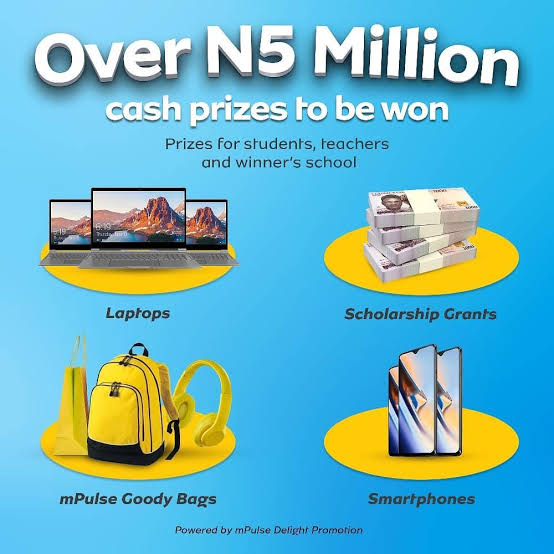 Over N5 Million
cash prizes to be won
Prizes for students, teachers
and winner's school
Laptops
Scholarship Grants
mPulse Goody Bags
Smartphones
Powered by mPulse Delight Promotion